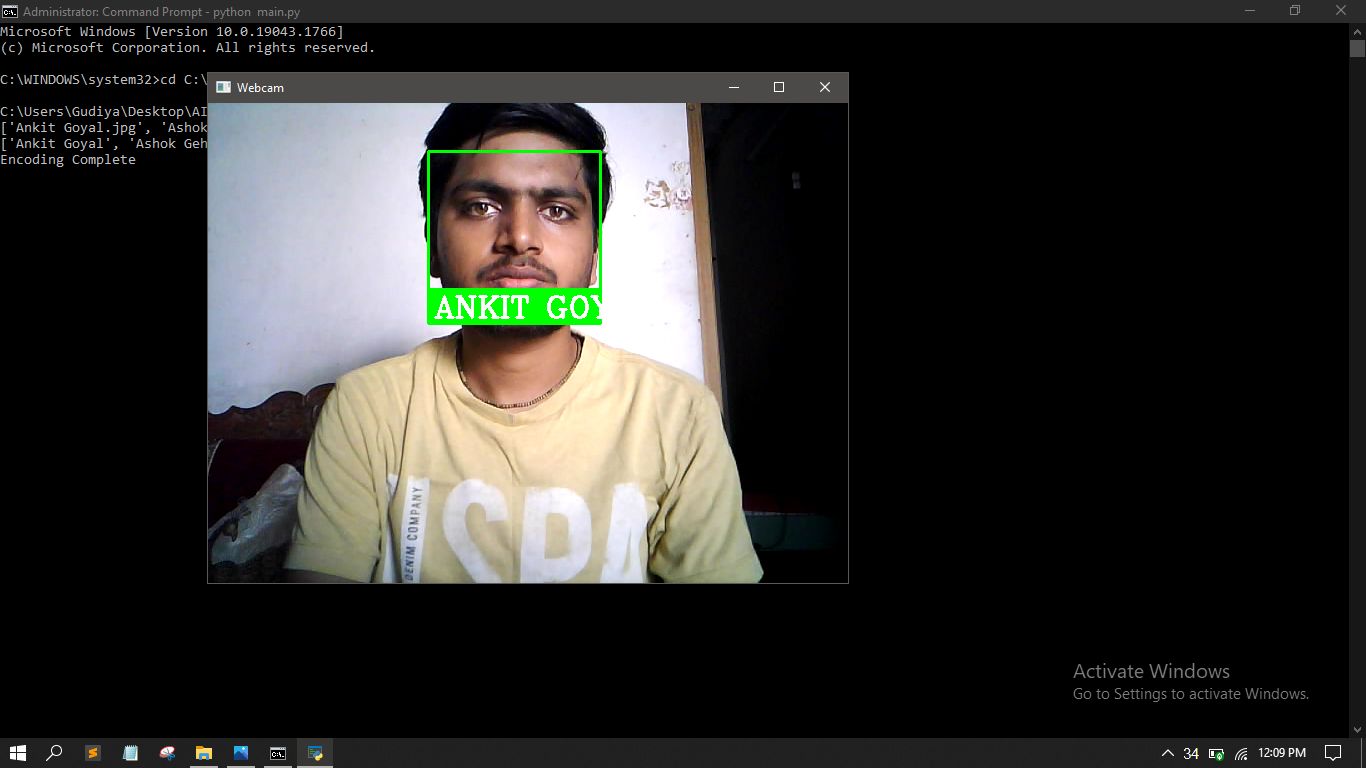 Administrator: Command Prompt - python main.py
Microsoft Windows [Version 10.0.19043.1766]
(c) Microsoft Corporation. All rights reserved.
C:\WINDOWS\system32>cd C:\
C:\Users\Gudiya\Desktop\AI
['Ankit Goyal.jpg', 'Ashok
['Ankit Goyal', 'Ashok Geh
Encoding Complete
Webcam
ANKIT GOY
DENIM COMPANY
USPA
Activate Windows
Go to Settings to activate Windows.
34
12:09 PM